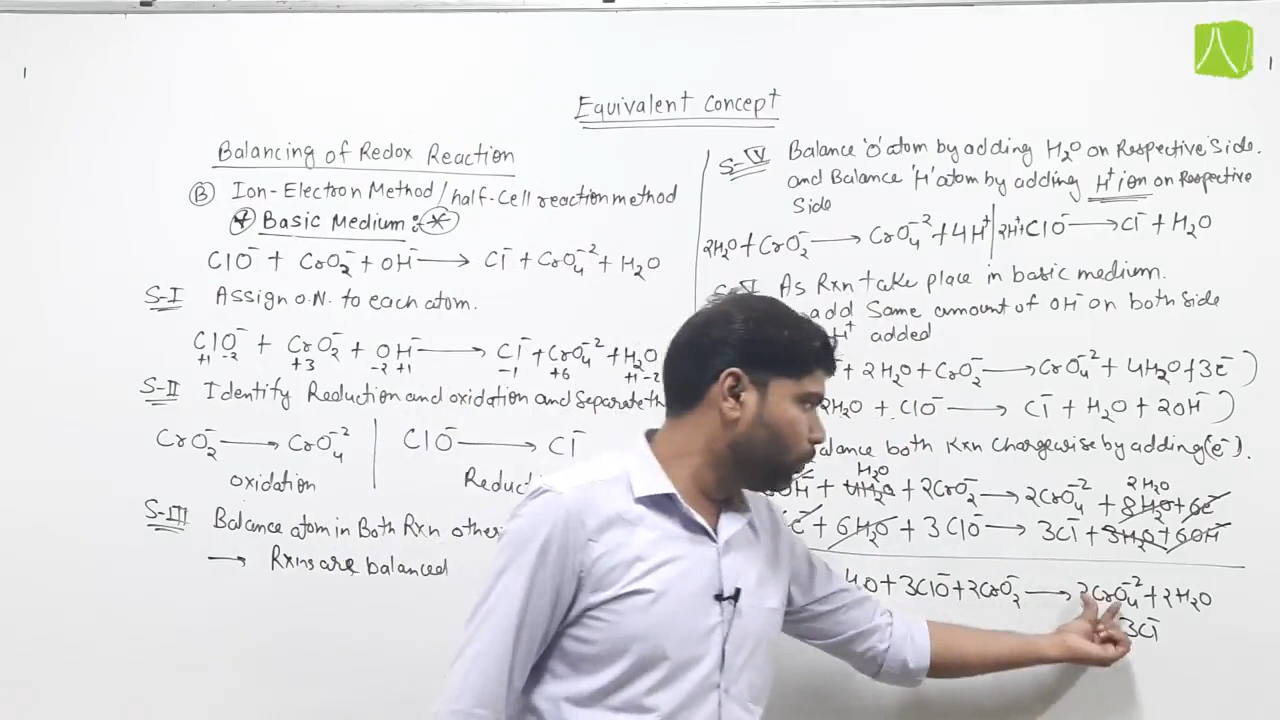 Equivalent Concept
Balancing of Redox Reaction
Ⓑ Ion-Electron Method / half-Cell reaction method
* Basic Medium :- *
ClO⁻ + CrO₂⁻ + OH⁻ → Cl⁻ + CrO₄⁻² + H₂O
S-I Assign O.N. to each atom.
ClO⁻ + CrO₂⁻ + OH⁻ → Cl⁻ + CrO₄⁻² + H₂O
+1 -2 +3 -2 +1 -1 +6 +1 -2
S-II Identify Reduction and oxidation and Separate
CrO₂⁻ → CrO₄⁻² | ClO⁻ → Cl⁻
oxidation
S-III Balance atom in Both Rxn
→ Rxns are balanced
S-IV Balance 'O' atom by adding H₂O on Respective Side.
and Balance 'H' atom by adding H⁺ ion on Respective
Side
2H₂O + CrO₂⁻ → CrO₄⁻² + 4H⁺ | 2H⁺ + ClO⁻ → Cl⁻ + H₂O
As Rxn take place in basic medium.
add Same amount of OH⁻ on both side
H⁺ added
+ 2H₂O + CrO₂⁻ → CrO₄⁻² + 4H₂O + 3e⁻ )
2H₂O + ClO⁻ → Cl⁻ + H₂O + 2OH⁻ )
both Rxn Chargewise by adding (e⁻).
H₂O 2H₂O
OH⁻ + 4H₂O + 2CrO₂⁻ → 2CrO₄⁻² + 8H₂O + 6e⁻
e⁻ + 6H₂O + 3ClO⁻ → 3Cl⁻ + 3H₂O + 6OH⁻
+ 3ClO⁻ + 2CrO₂⁻ → 2CrO₄⁻² + 2H₂O
3Cl⁻